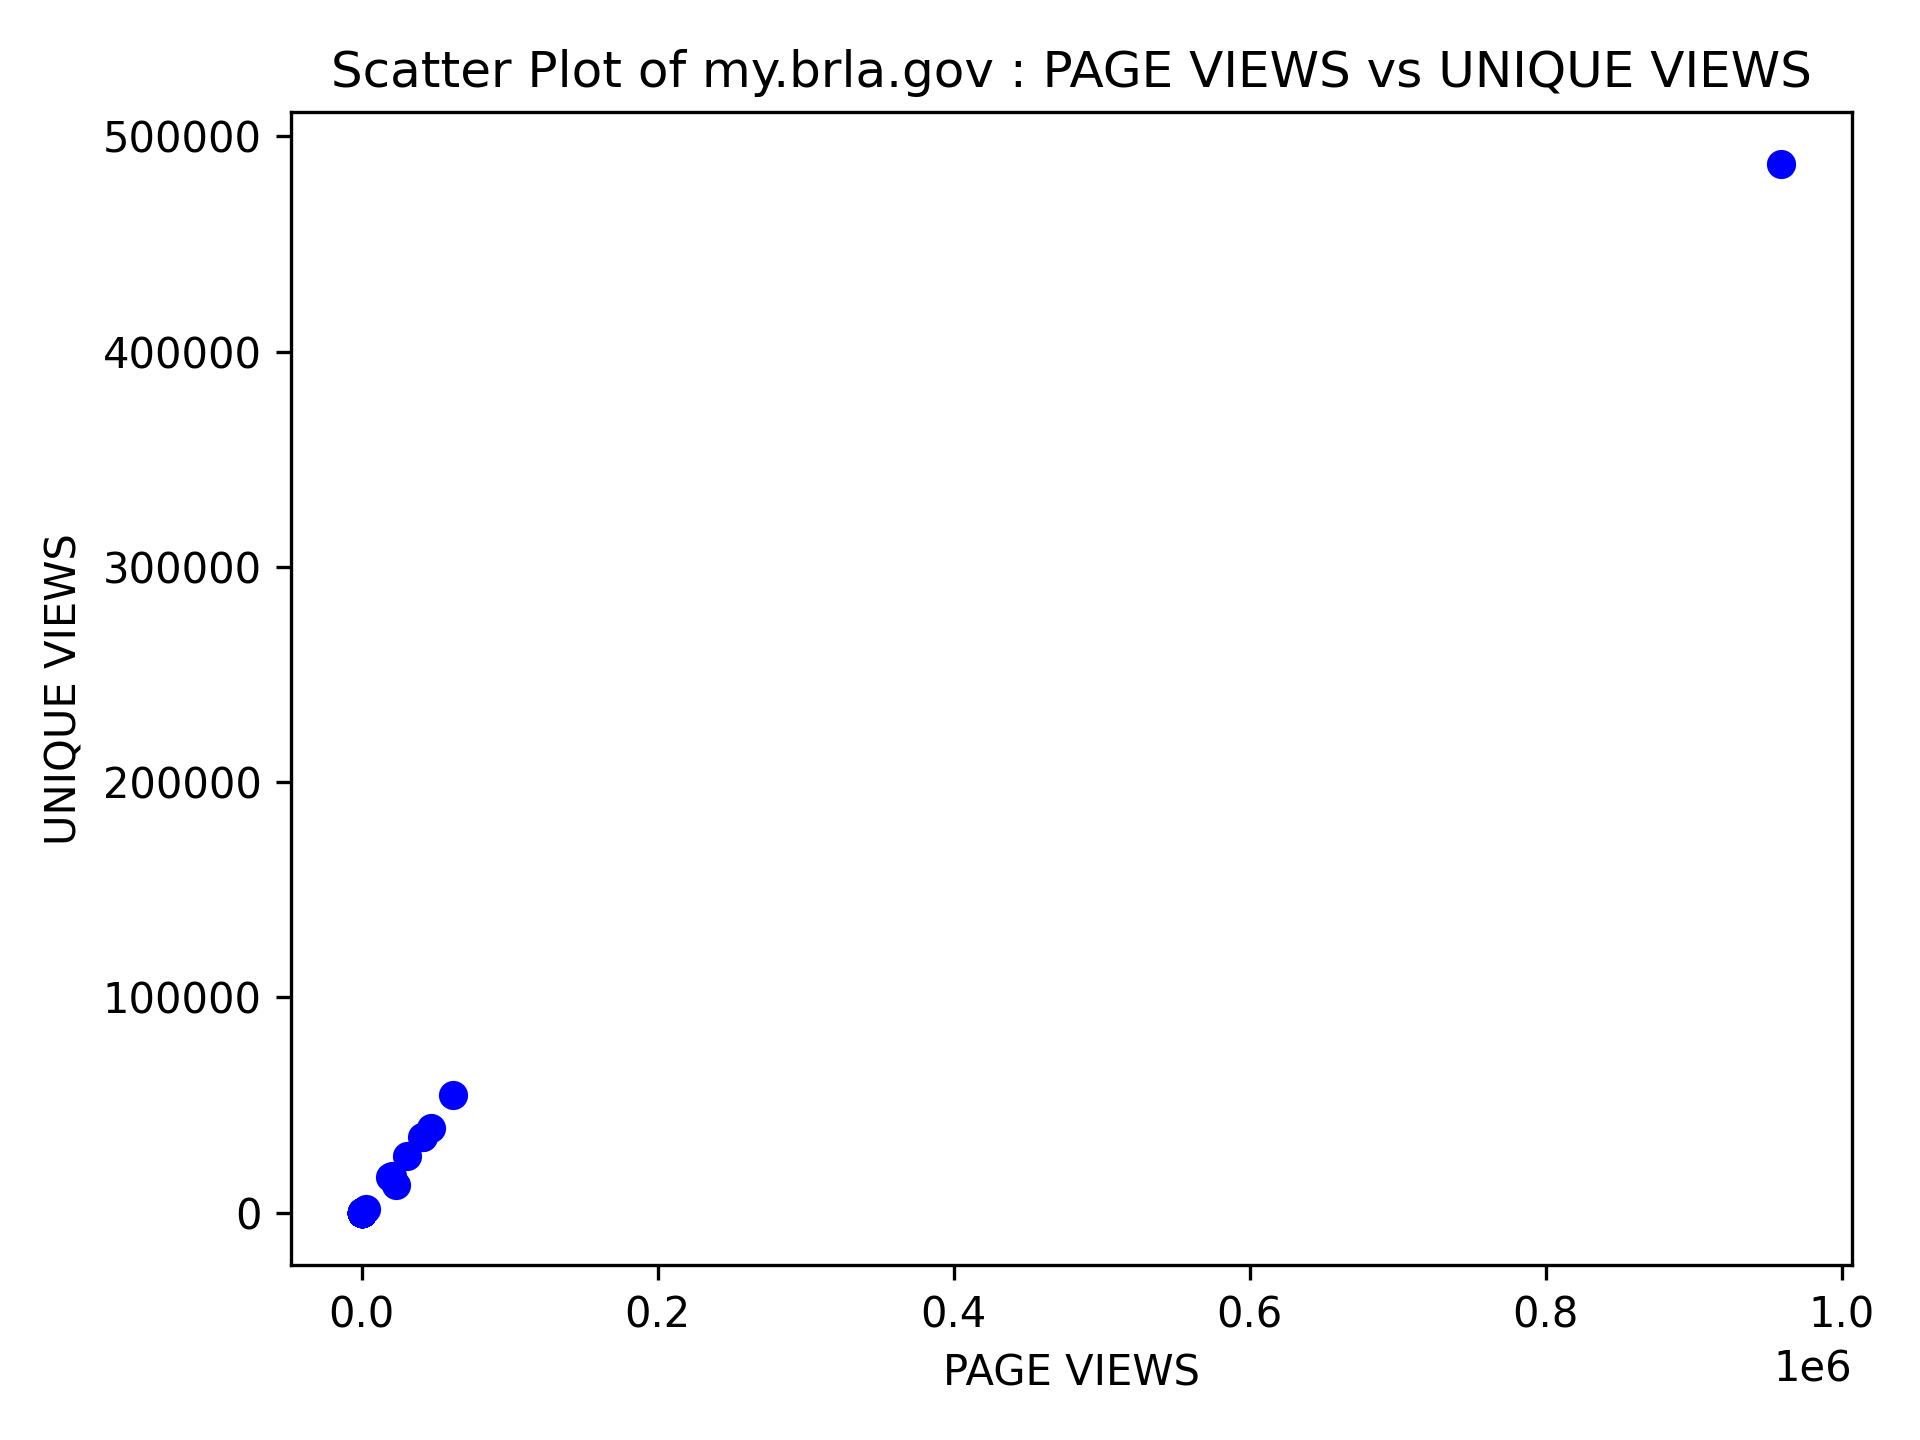 Scatter Plot of my.brla.gov : PAGE VIEWS vs UNIQUE VIEWS
500000
400000
300000
200000
100000
0
UNIQUE VIEWS
0.0 0.2 0.4 0.6 0.8 1.0
1e6
PAGE VIEWS